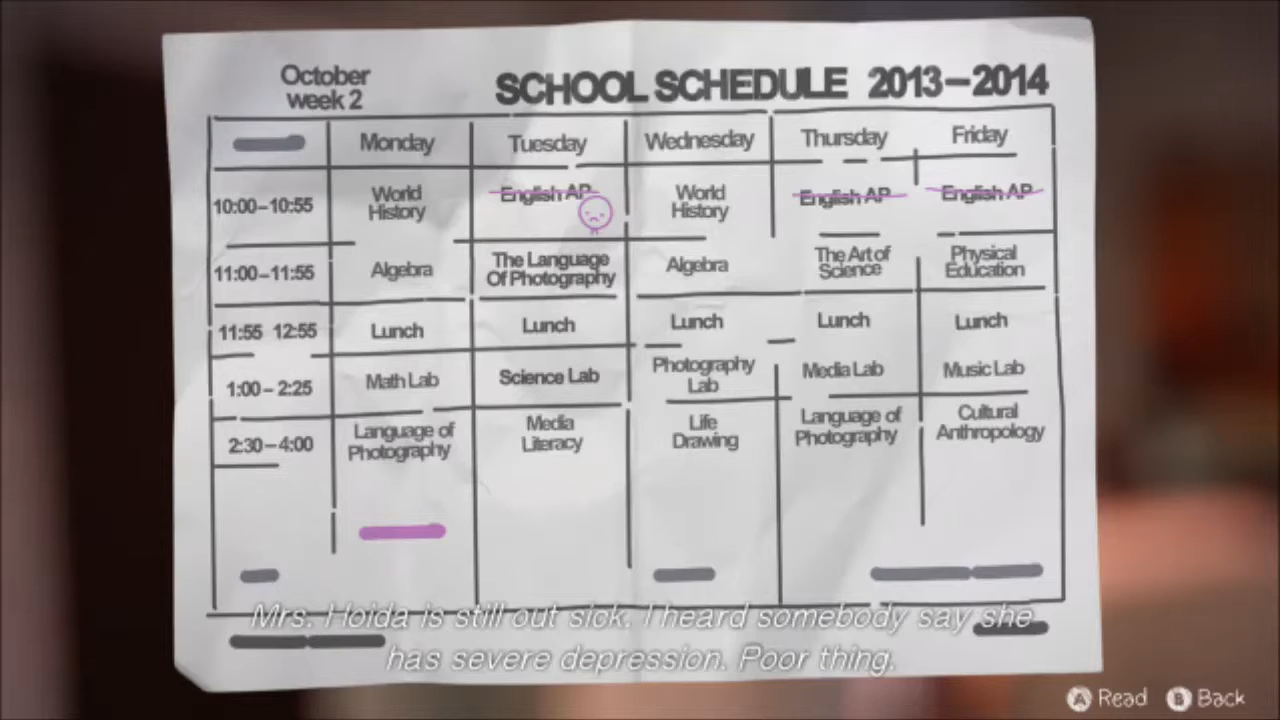 October
week 2
SCHOOL SCHEDULE 2013-2014
Monday Tuesday Wednesday Thursday Friday
10:00-10:55 World History English AP World History English AP English AP
11:00-11:55 Algebra The Language Of Photography Algebra The Art of Science Physical Education
11:55 12:55 Lunch Lunch Lunch Lunch Lunch
1:00-2:25 Math Lab Science Lab Photography Lab Media Lab Music Lab
2:30-4:00 Language of Photography Media Literacy Life Drawing Language of Photography Cultural Anthropology
Mrs. Hoida is still out sick. I heard somebody say she
has severe depression. Poor thing.
A Read B Back